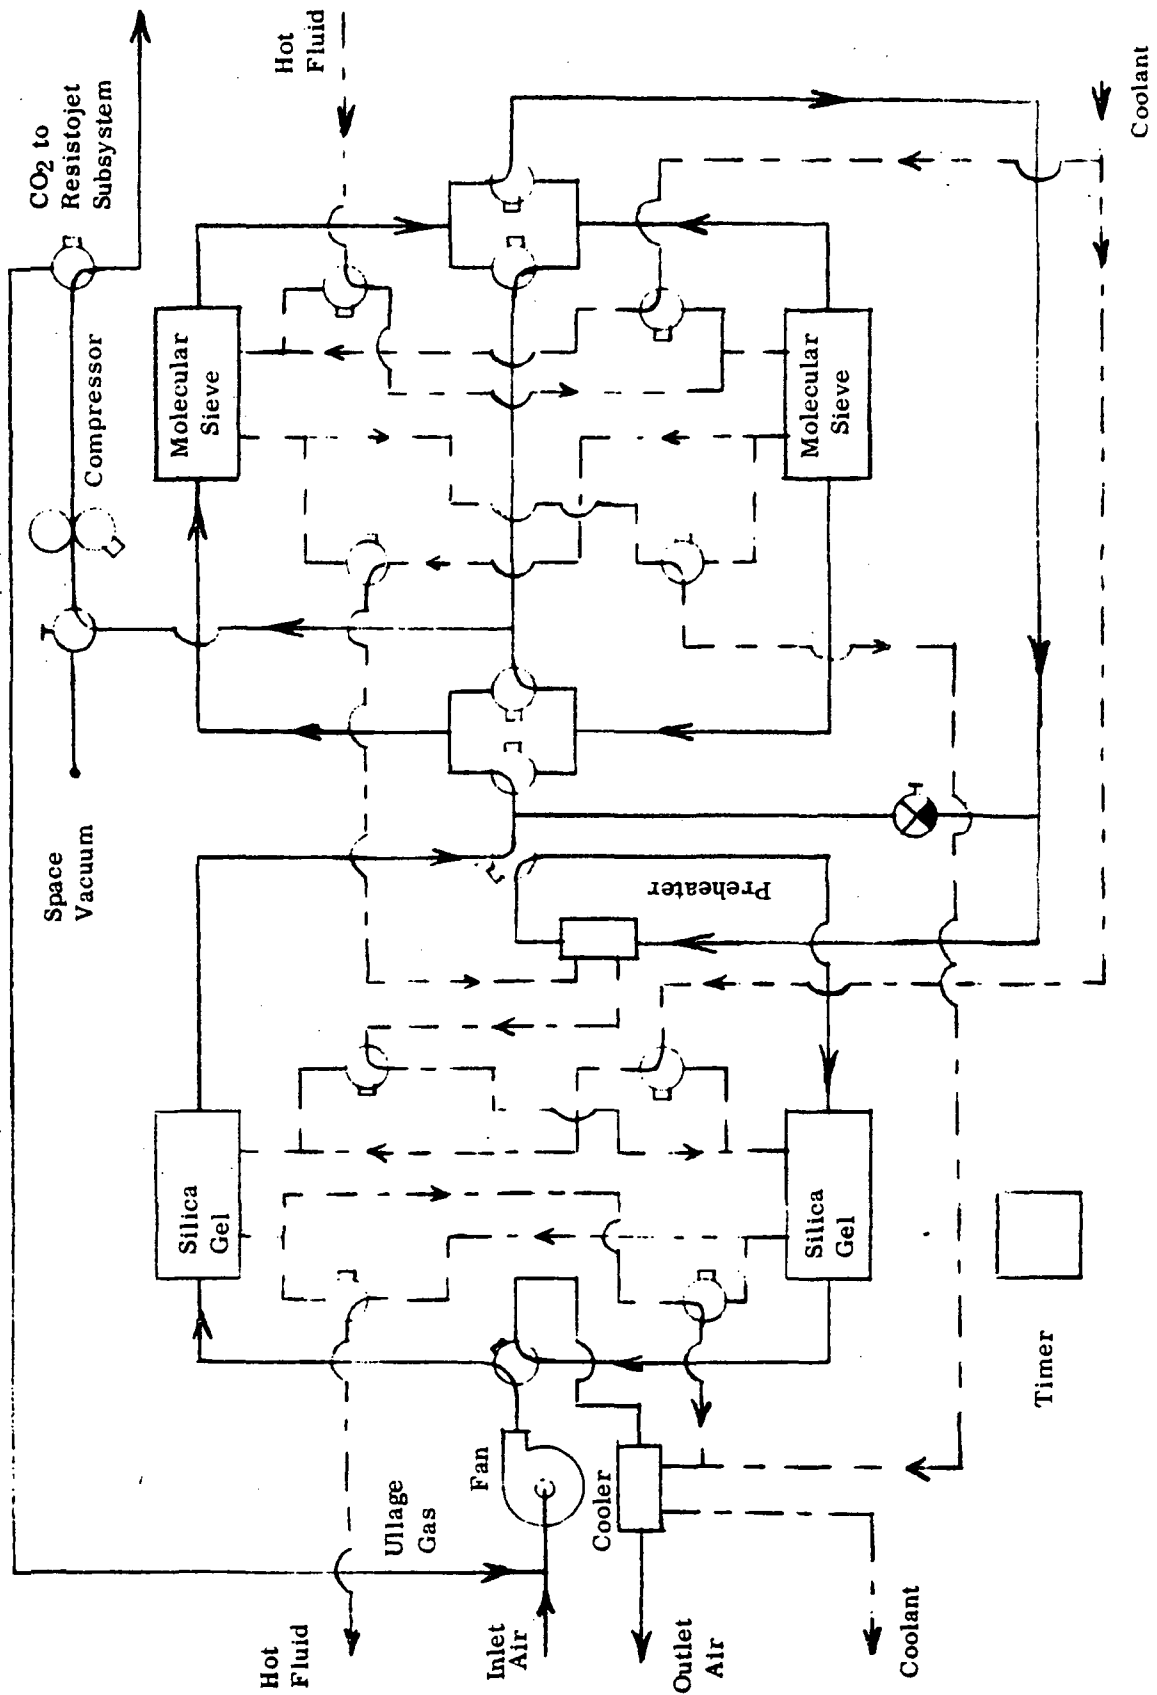 CO2 to
Resistojet
Subsystem
Hot
Fluid
Coolant
Compressor
Molecular
Sieve
Molecular
Sieve
Space
Vacuum
Preheater
Silica
Gel
Silica
Gel
Timer
Fan
Cooler
Ullage
Gas
Hot
Fluid
Inlet
Air
Outlet
Air
Coolant